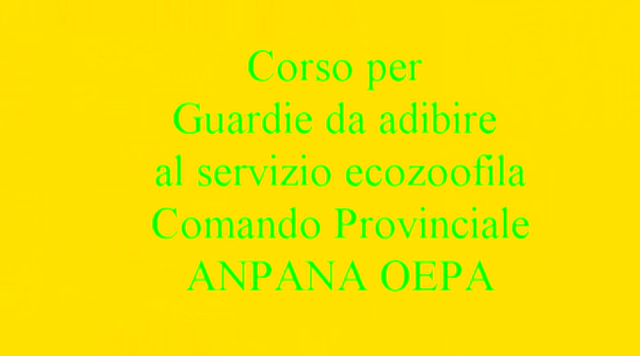 Corso per
Guardie da adibire
al servizio ecozoofila
Comando Provinciale
ANPANA OEPA